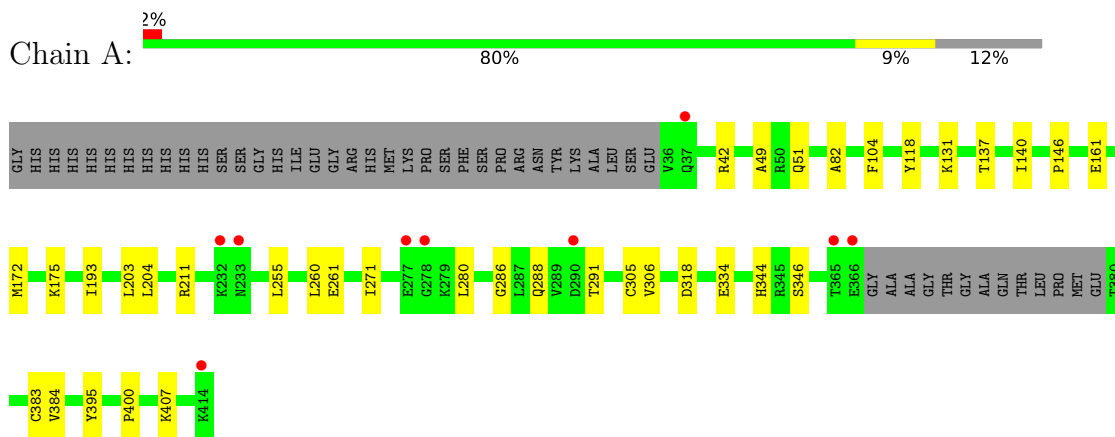 2%
Chain A:
80% 9% 12%
GLY HIS HIS HIS HIS HIS HIS HIS HIS HIS HIS SER SER GLY HIS ILE GLU GLY ARG HIS MET LYS PRO SER PHE SER PRO ARG ASN TYR LYS ALA LEU SER GLU V36 Q37 R42 A49 R50 Q51 A82 F104 Y118 K131 T137 I140 P146 E161
M172 K175 I193 L203 L204 R211 K232 N233 L255 L260 E261 I271 E277 G278 K279 L280 G286 L287 Q288 V289 D290 T291 C305 V306 D318 E334 H344 R345 S346 T365 E366 GLY ALA ALA GLY THR GLY ALA GLN THR LEU PRO MET GLU T380
C383 V384 Y395 P400 K407 K414